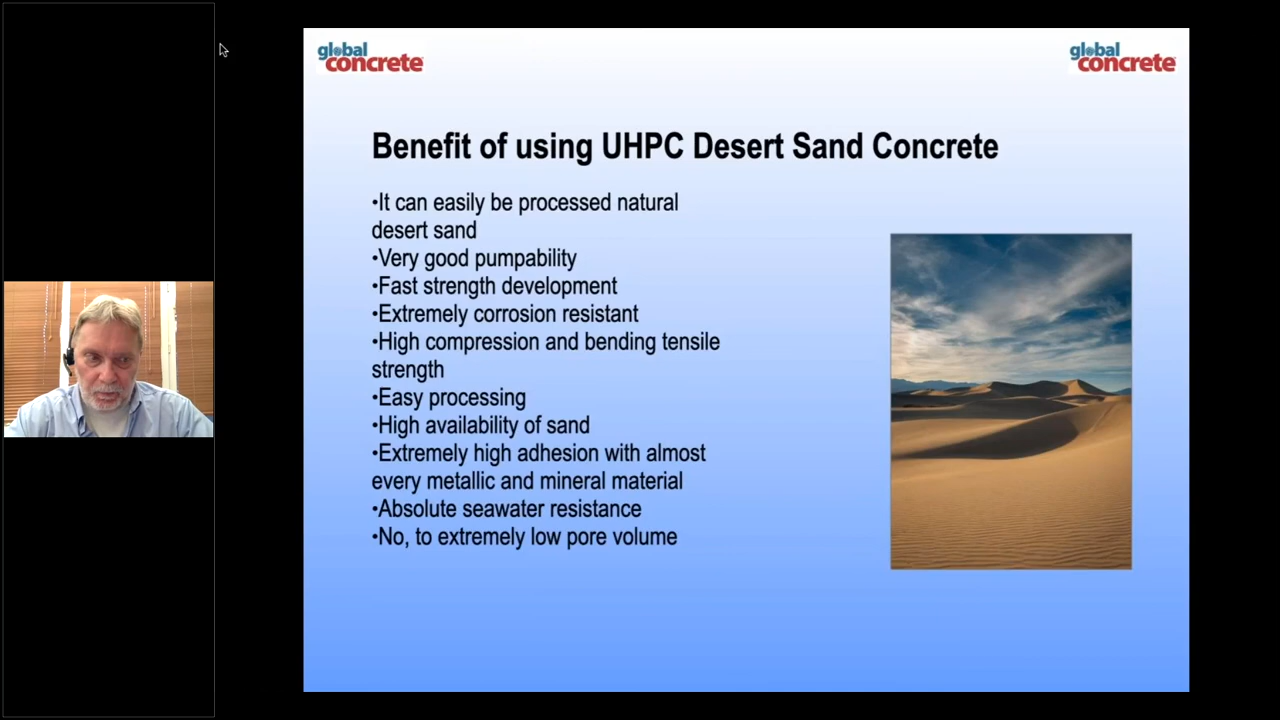 global
concrete
global
concrete
Benefit of using UHPC Desert Sand Concrete
•It can easily be processed natural
desert sand
•Very good pumpability
•Fast strength development
•Extremely corrosion resistant
•High compression and bending tensile
strength
•Easy processing
•High availability of sand
•Extremely high adhesion with almost
every metallic and mineral material
•Absolute seawater resistance
•No, to extremely low pore volume